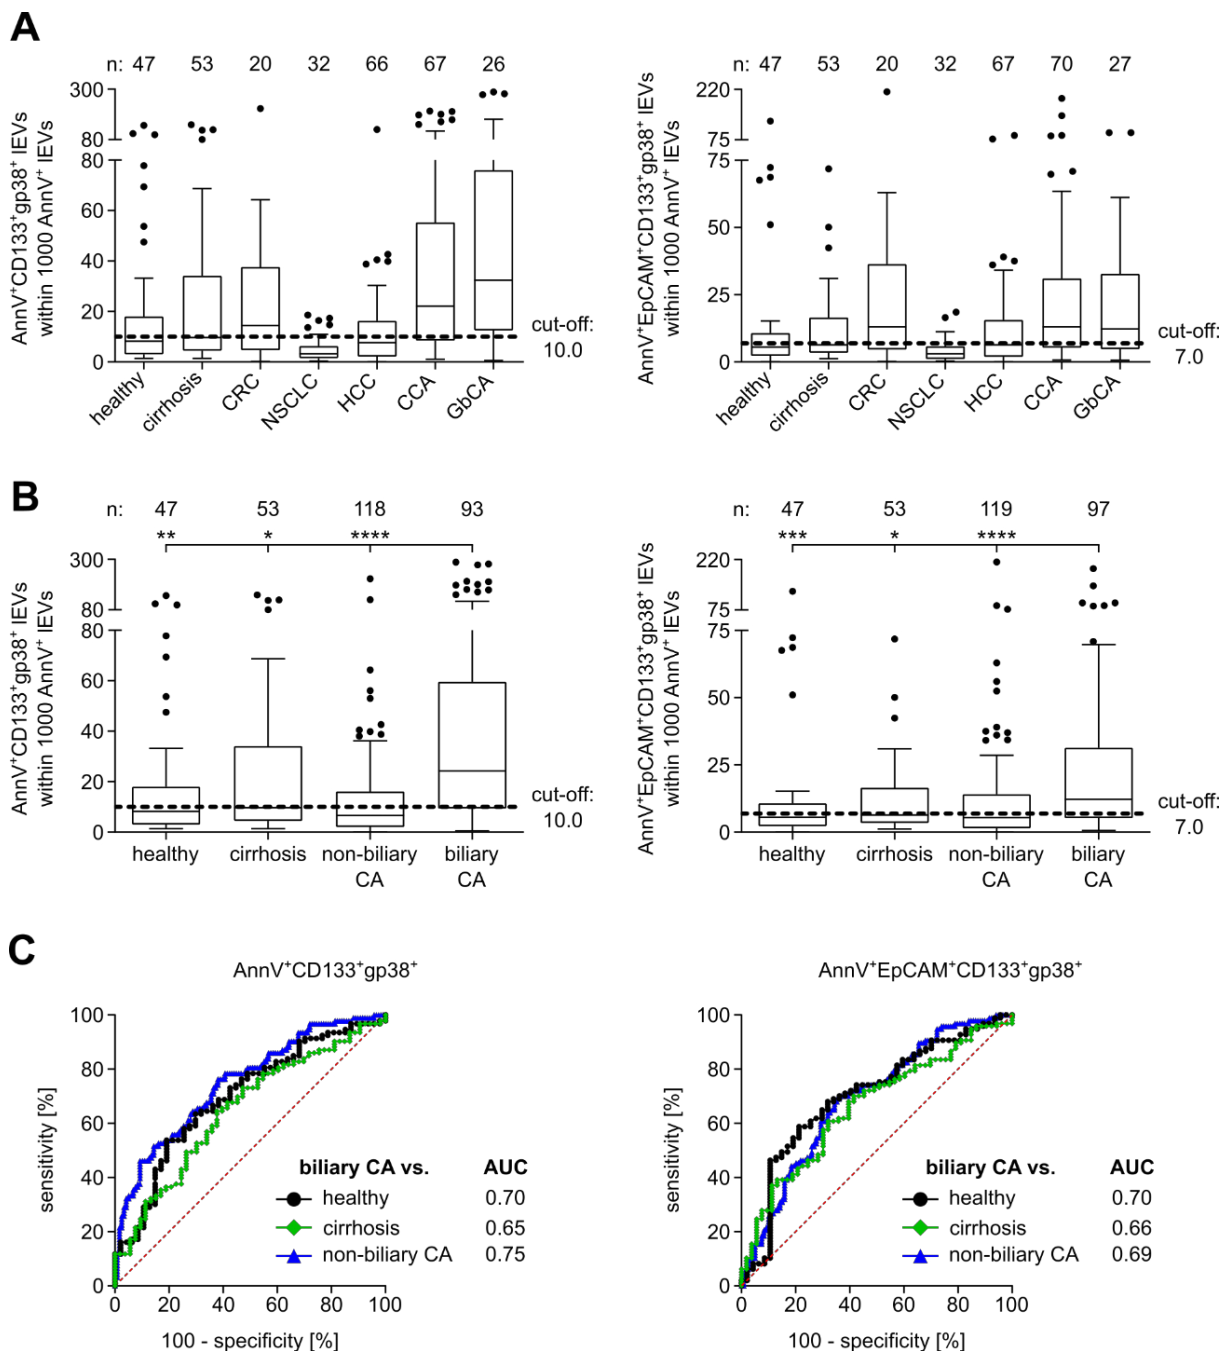 A
n: 47 53 20 32 66 67 26
AnnV⁺CD133⁺gp38⁺ lEVs
within 1000 AnnV⁺ lEVs
300
80
80
60
40
20
0
cut-off:
10.0
healthy
cirrhosis
CRC
NSCLC
HCC
CCA
GbCA
n: 47 53 20 32 67 70 27
AnnV⁺EpCAM⁺CD133⁺gp38⁺ lEVs
within 1000 AnnV⁺ lEVs
220
75
75
50
25
0
cut-off:
7.0
healthy
cirrhosis
CRC
NSCLC
HCC
CCA
GbCA
B
n: 47 53 118 93
** * ****
AnnV⁺CD133⁺gp38⁺ lEVs
within 1000 AnnV⁺ lEVs
300
80
80
60
40
20
0
cut-off:
10.0
healthy cirrhosis non-biliary biliary
CA CA
n: 47 53 119 97
*** * ****
AnnV⁺EpCAM⁺CD133⁺gp38⁺ lEVs
within 1000 AnnV⁺ lEVs
220
75
75
50
25
0
cut-off:
7.0
healthy cirrhosis non-biliary biliary
CA CA
C
AnnV⁺CD133⁺gp38⁺
sensitivity [%]
100
80
60
40
20
0
biliary CA vs. AUC
healthy 0.70
cirrhosis 0.65
non-biliary CA 0.75
0 20 40 60 80 100
100 - specificity [%]
AnnV⁺EpCAM⁺CD133⁺gp38⁺
sensitivity [%]
100
80
60
40
20
0
biliary CA vs. AUC
healthy 0.70
cirrhosis 0.66
non-biliary CA 0.69
0 20 40 60 80 100
100 - specificity [%]